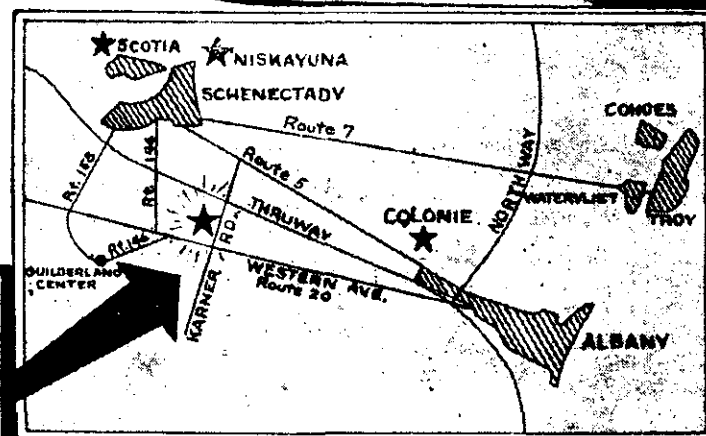 SCOTIA
NISKAYUNA
SCHENECTADY
COHOES
Route 7
Rt. 158
Rt. 146
Route 5
NORTHWAY
WATERVLIET
TROY
THRUWAY
COLONIE
KARNER RD.
Rt. 146
WESTERN AVE.
Route 20
GUILDERLAND
CENTER
ALBANY